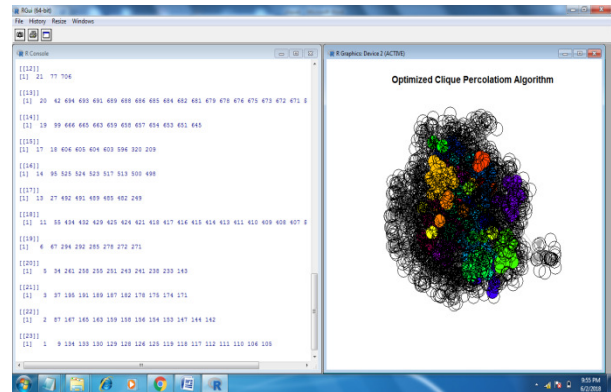 RGui (64-bit)
File History Resize Windows
R Console
[[12]]
[1] 21 77 706
[[13]]
[1] 20 62 694 693 691 689 688 686 685 684 682 681 679 678 676 675 673 672 671
[[14]]
[1] 19 99 666 665 663 659 658 657 654 653 651 645
[[15]]
[1] 17 18 606 605 604 603 596 320 209
[[16]]
[1] 14 95 525 524 523 517 513 500 498
[[17]]
[1] 13 27 492 491 489 485 482 249
[[18]]
[1] 11 55 434 432 429 425 424 421 418 417 416 415 414 413 411 410 409 408 407
[[19]]
[1] 6 67 294 292 285 278 272 271
[[20]]
[1] 5 34 261 258 255 251 243 241 238 233 143
[[21]]
[1] 3 37 195 191 189 187 182 178 175 174 171
[[22]]
[1] 2 87 167 165 163 159 158 156 154 153 147 144 142
[[23]]
[1] 1 9 134 133 130 129 128 126 125 119 118 117 112 111 110 106 105
R Graphics: Device 2 (ACTIVE)
Optimized Clique Percolatiom Algorithm
9:55 PM
6/2/2018